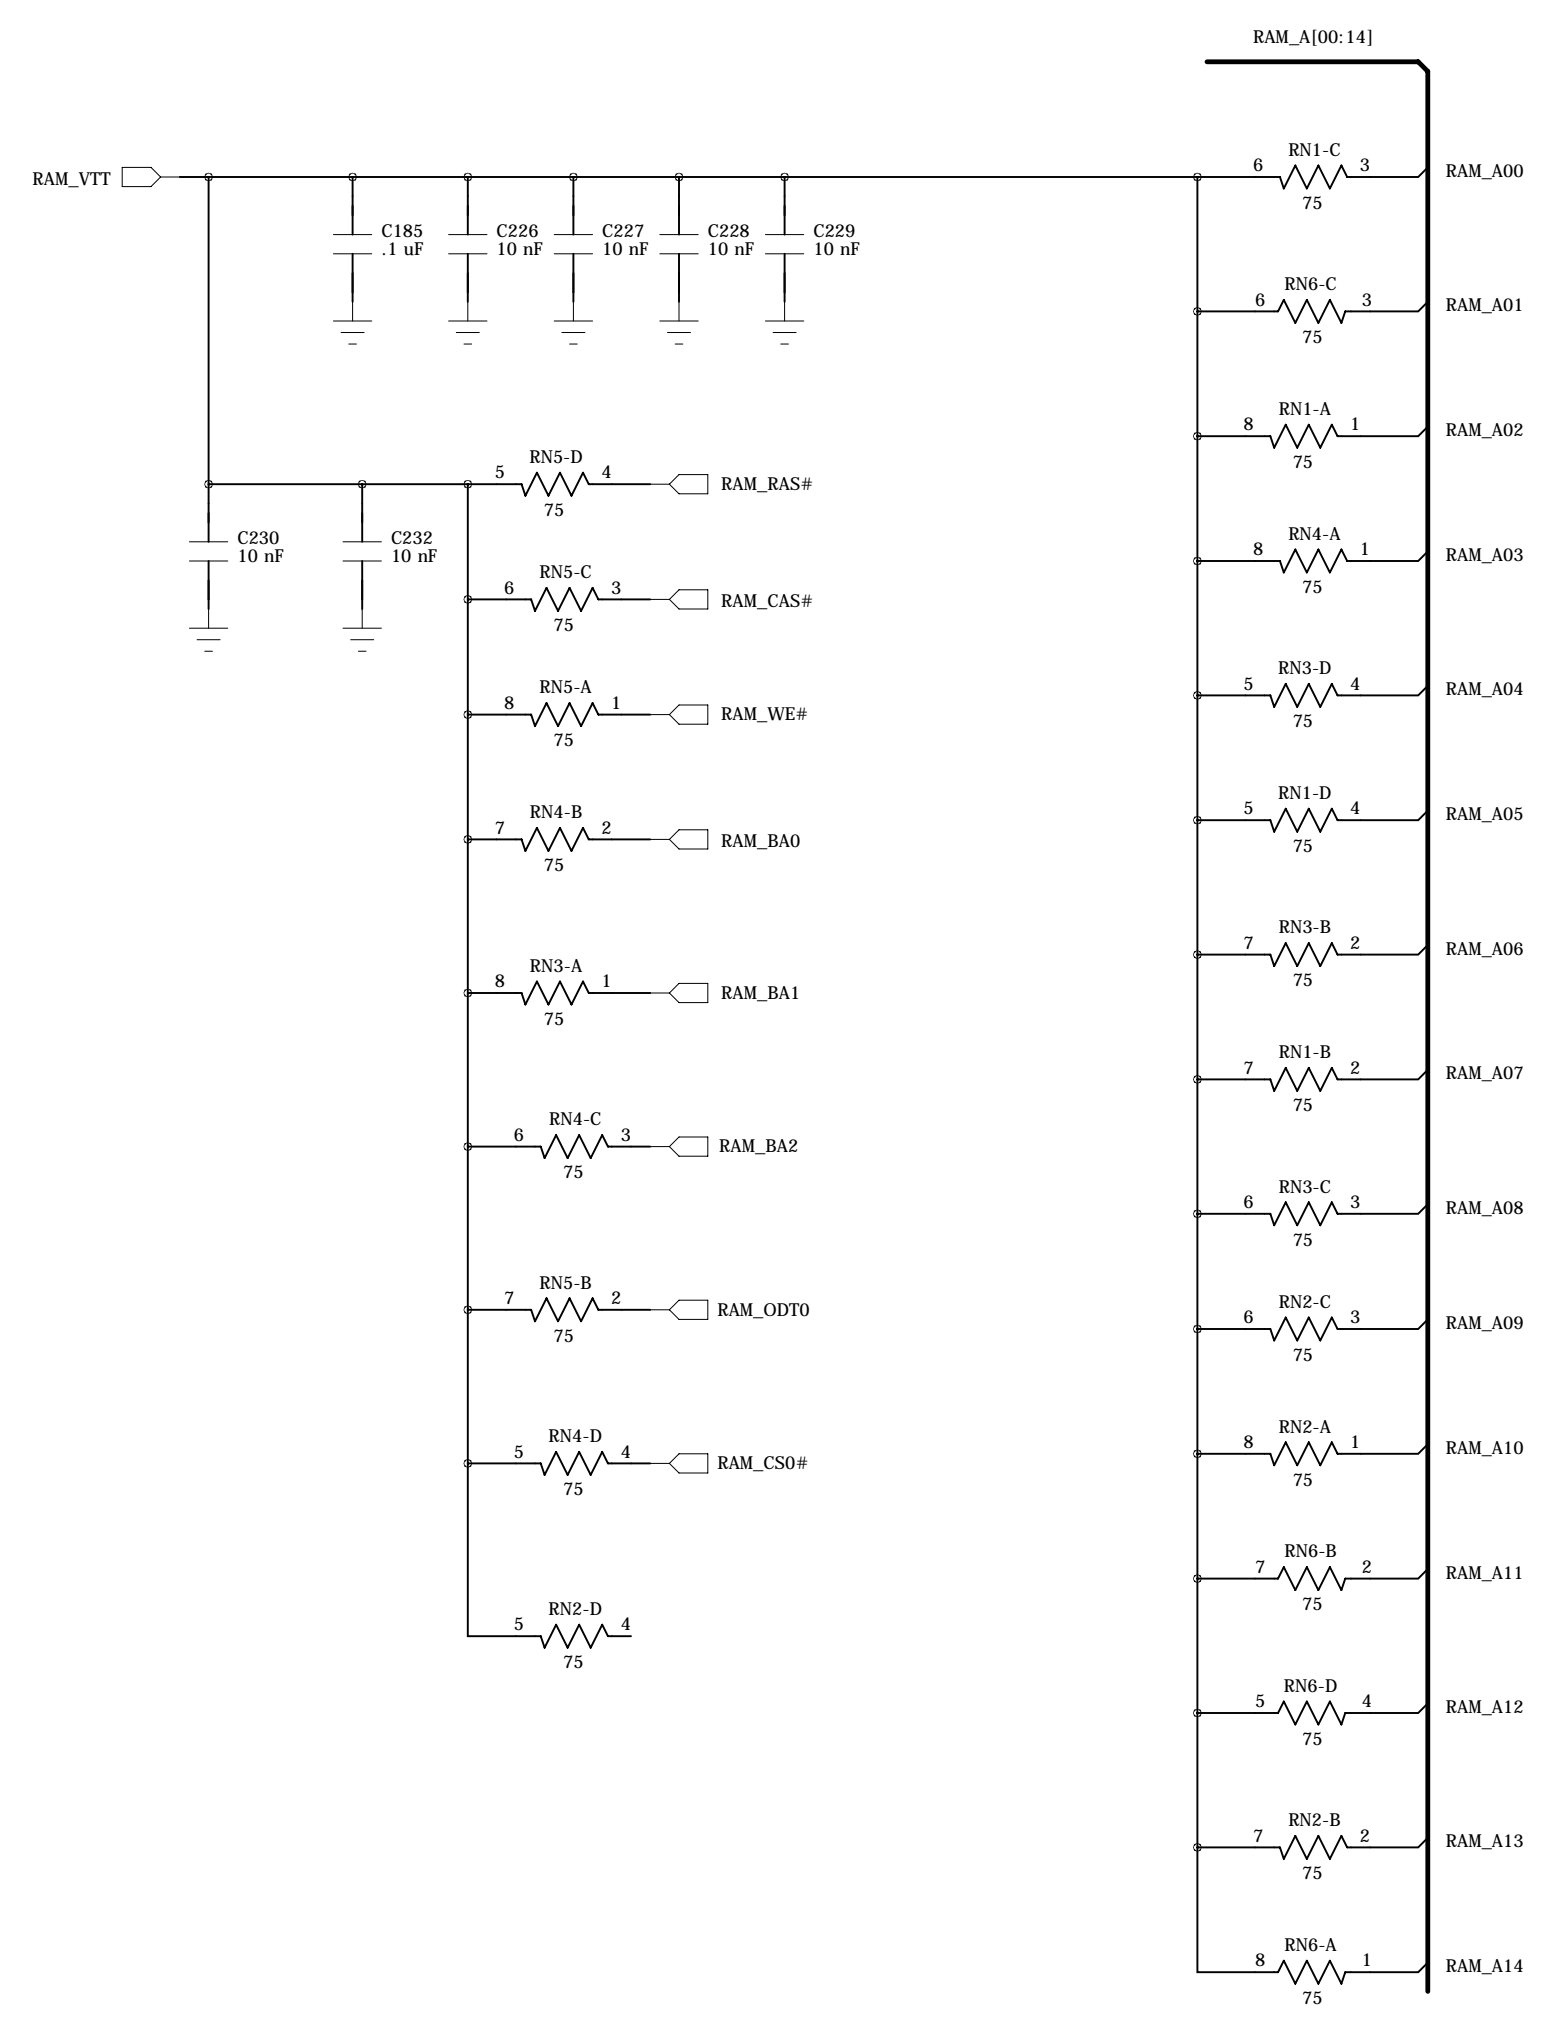 RAM_A[00:14]
RAM_VTT
C185
.1 uF
C226
10 nF
C227
10 nF
C228
10 nF
C229
10 nF
C230
10 nF
C232
10 nF
RN5-D
5 4
75
RAM_RAS#
RN5-C
6 3
75
RAM_CAS#
RN5-A
8 1
75
RAM_WE#
RN4-B
7 2
75
RAM_BA0
RN3-A
8 1
75
RAM_BA1
RN4-C
6 3
75
RAM_BA2
RN5-B
7 2
75
RAM_ODT0
RN4-D
5 4
75
RAM_CS0#
RN2-D
5 4
75
RN1-C
6 3
75
RAM_A00
RN6-C
6 3
75
RAM_A01
RN1-A
8 1
75
RAM_A02
RN4-A
8 1
75
RAM_A03
RN3-D
5 4
75
RAM_A04
RN1-D
5 4
75
RAM_A05
RN3-B
7 2
75
RAM_A06
RN1-B
7 2
75
RAM_A07
RN3-C
6 3
75
RAM_A08
RN2-C
6 3
75
RAM_A09
RN2-A
8 1
75
RAM_A10
RN6-B
7 2
75
RAM_A11
RN6-D
5 4
75
RAM_A12
RN2-B
7 2
75
RAM_A13
RN6-A
8 1
75
RAM_A14